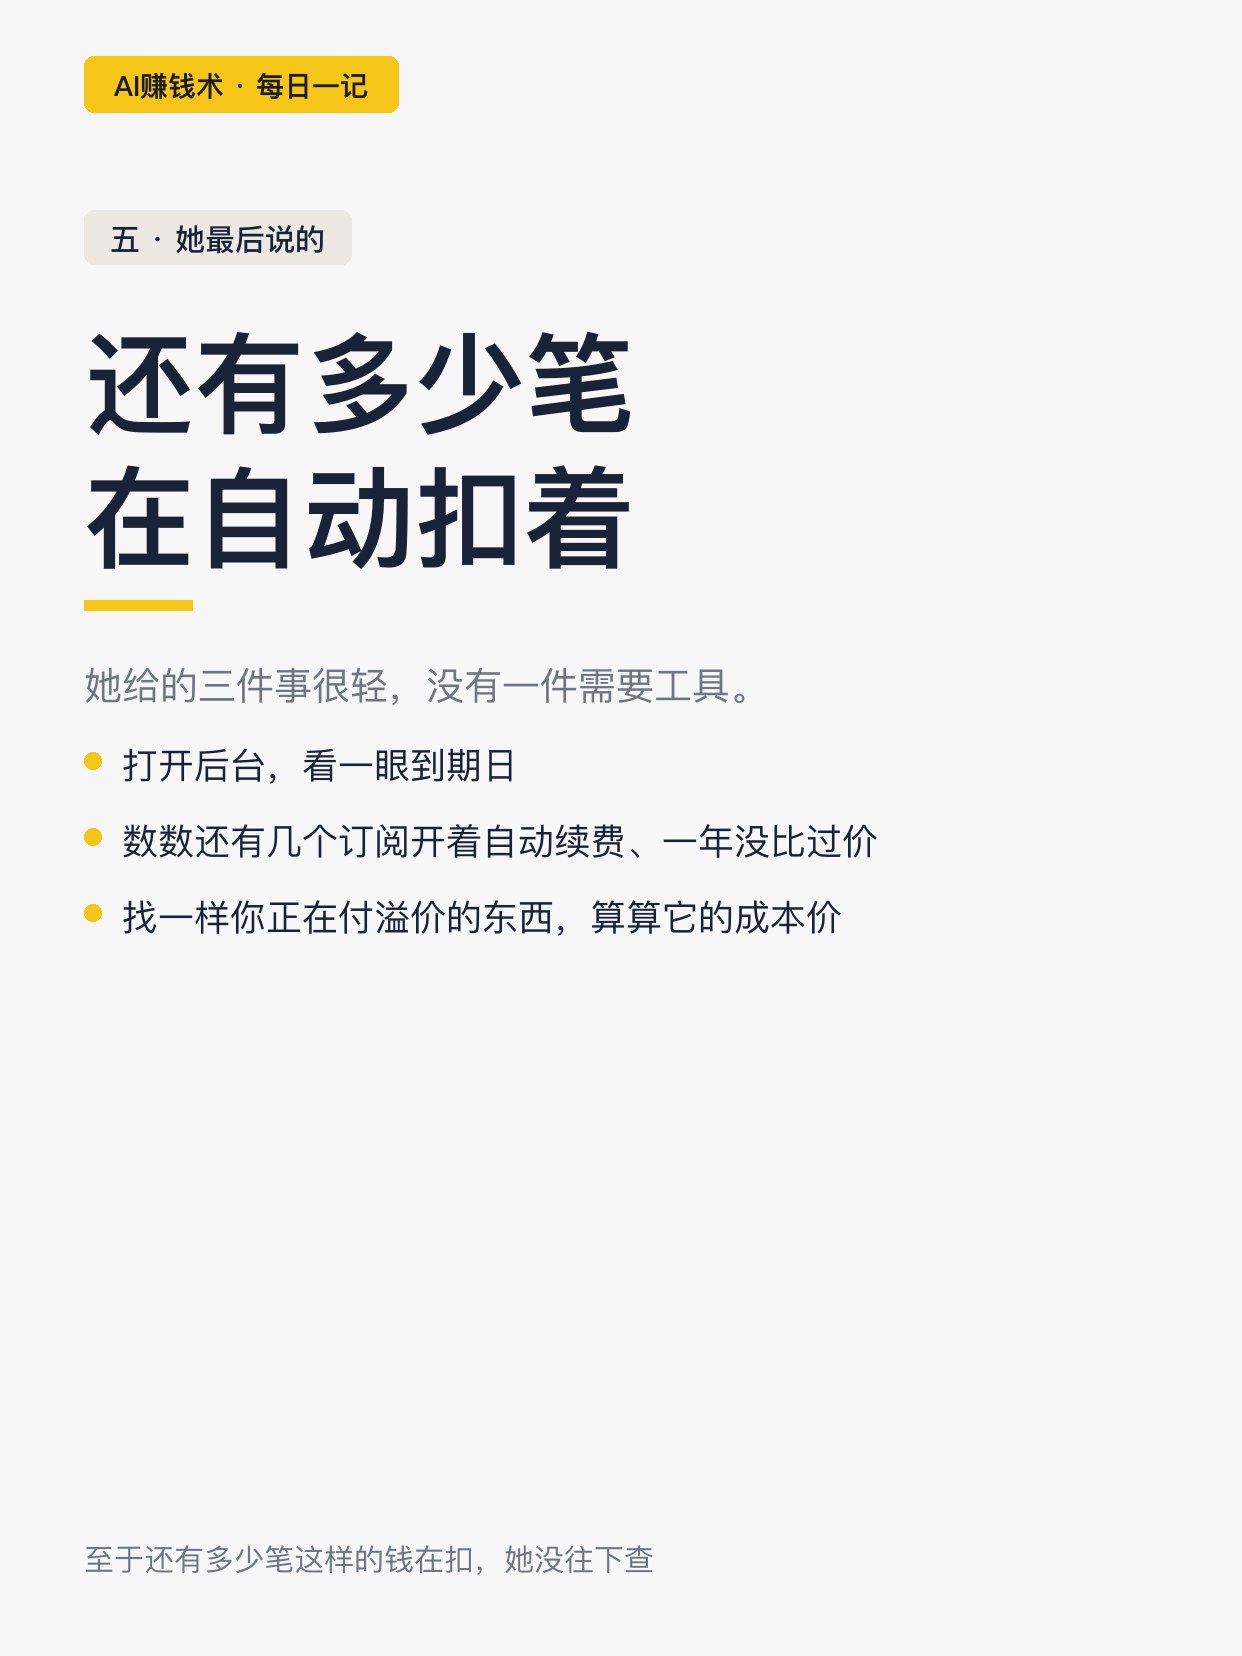 AI赚钱术 · 每日一记
五 · 她最后说的
还有多少笔
在自动扣着
她给的三件事很轻，没有一件需要工具。
打开后台，看一眼到期日
数数还有几个订阅开着自动续费、一年没比过价
找一样你正在付溢价的东西，算算它的成本价
至于还有多少笔这样的钱在扣，她没往下查